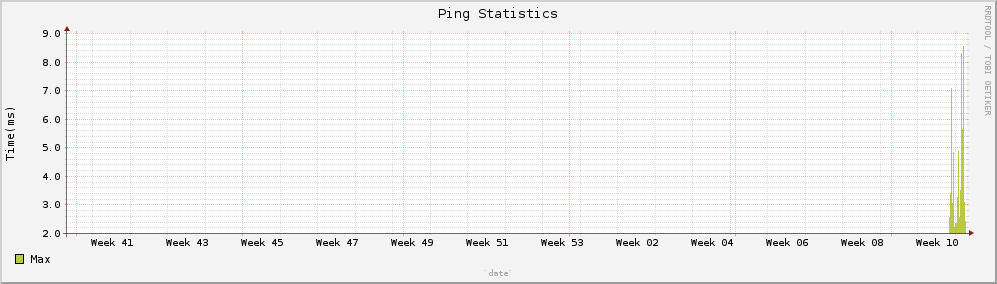 Ping Statistics
RRDTOOL / TOBI OETIKER
Time(ms)
9.0
8.0
7.0
6.0
5.0
4.0
3.0
2.0
Week 41 Week 43 Week 45 Week 47 Week 49 Week 51 Week 53 Week 02 Week 04 Week 06 Week 08 Week 10
Max
`date`